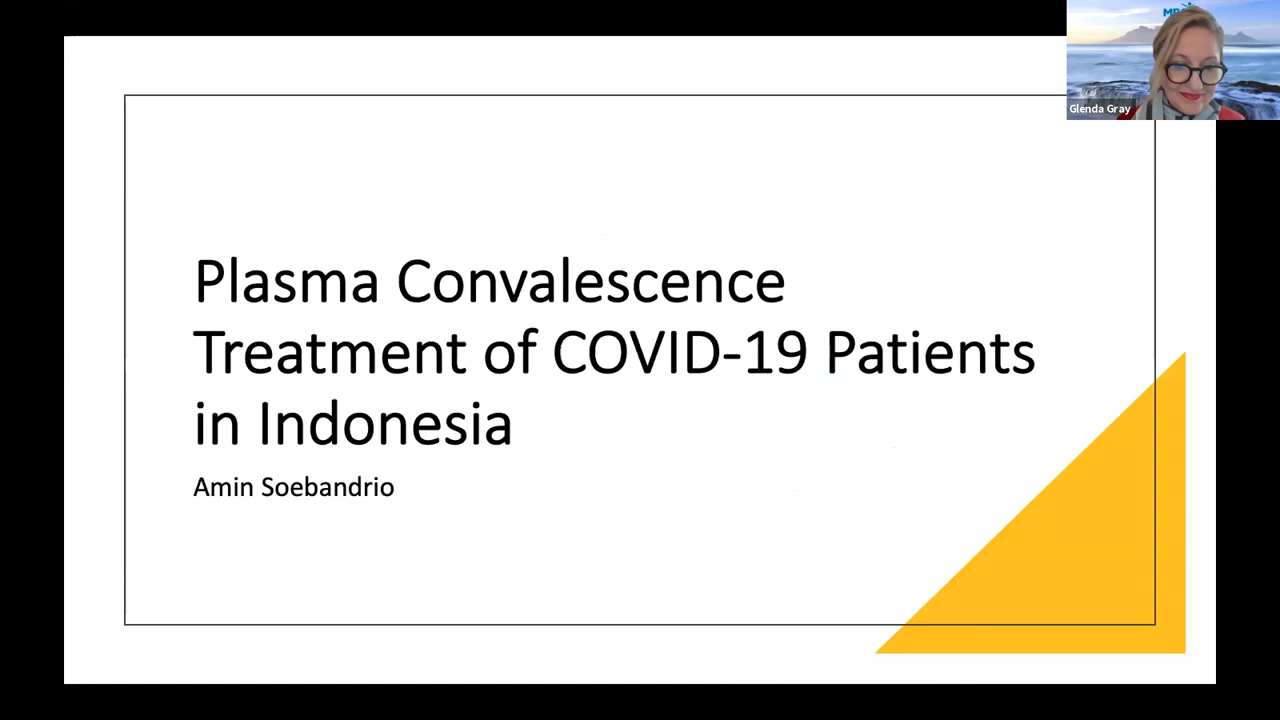 Plasma Convalescence
Treatment of COVID-19 Patients
in Indonesia
Amin Soebandrio
Glenda Gray